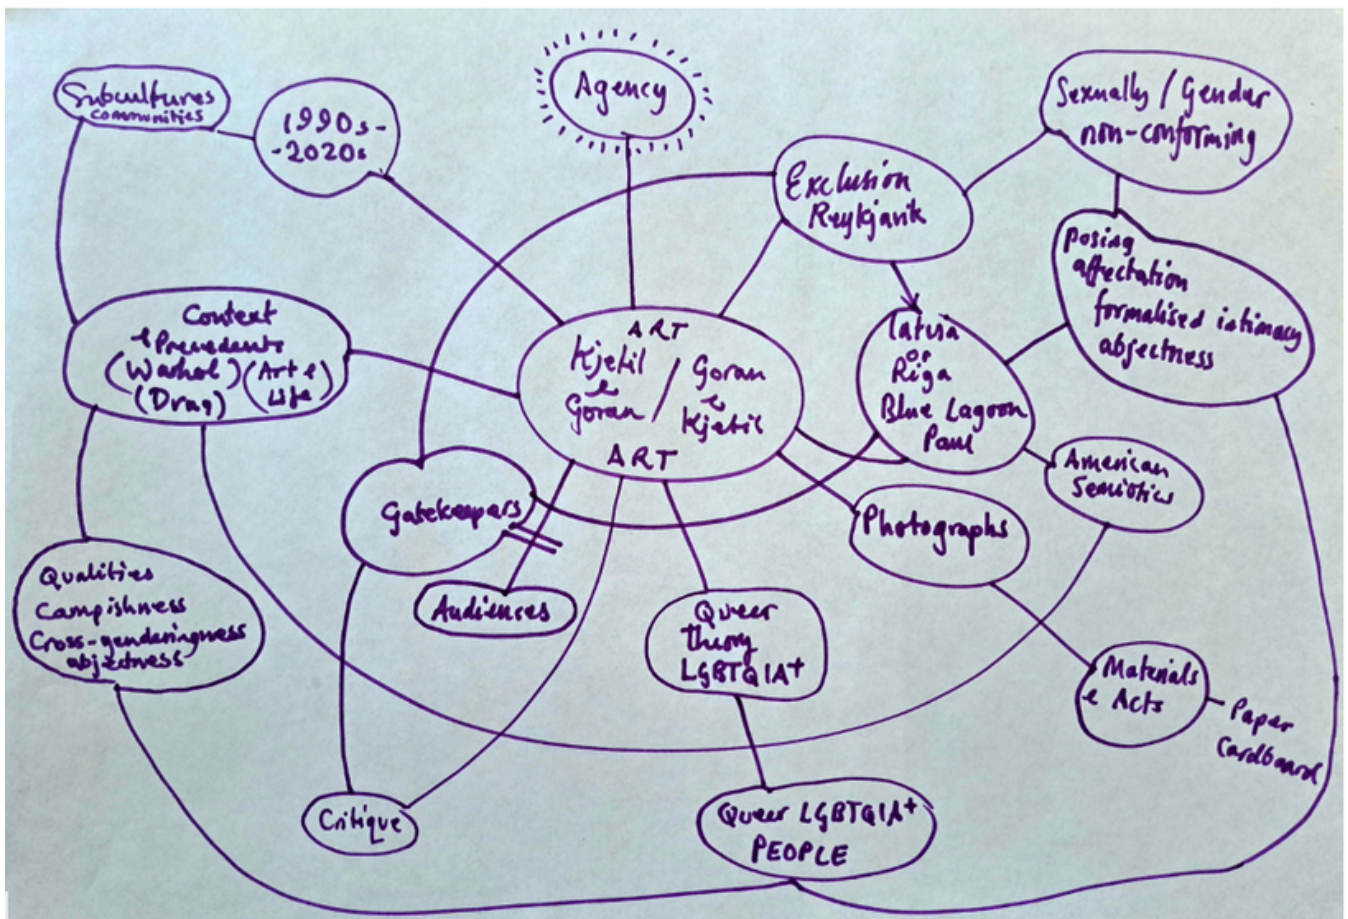 Subcultures
communities
1990s-
-2020s
Agency
Sexually / Gender
non-conforming
Exclusion
Reykjavik
posing
affectation
formalised intimacy
abjectness
Context
& Precedents
(Warhol) (Art &
(Drag) Life)
ART
Kjetil / Goran
& &
Goran Kjetil
ART
Latvia
or
Riga
Blue Lagoon
Paul
American
Semiotics
Gatekeepers
Photographs
Qualities
Campishness
Cross-genderingness
abjectness
Audiences
Queer
theory
LGBTQIA+
Materials
& Acts
Paper
Cardboard
Critique
Queer LGBTQIA+
PEOPLE